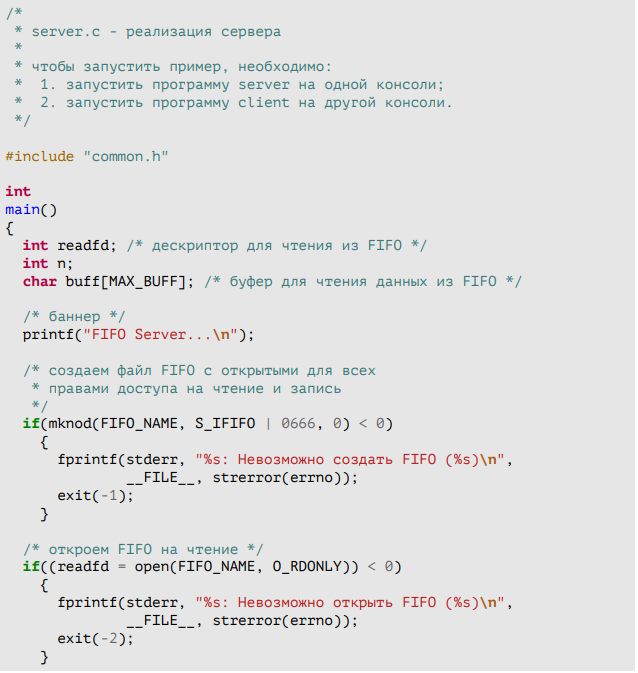 /*
 * server.c - реализация сервера
 *
 * чтобы запустить пример, необходимо:
 *  1. запустить программу server на одной консоли;
 *  2. запустить программу client на другой консоли.
 */

#include "common.h"

int
main()
{
  int readfd; /* дескриптор для чтения из FIFO */
  int n;
  char buff[MAX_BUFF]; /* буфер для чтения данных из FIFO */

  /* баннер */
  printf("FIFO Server...\n");

  /* создаем файл FIFO с открытыми для всех
   * правами доступа на чтение и запись
   */
  if(mknod(FIFO_NAME, S_IFIFO | 0666, 0) < 0)
    {
      fprintf(stderr, "%s: Невозможно создать FIFO (%s)\n",
              __FILE__, strerror(errno));
      exit(-1);
    }

  /* откроем FIFO на чтение */
  if((readfd = open(FIFO_NAME, O_RDONLY)) < 0)
    {
      fprintf(stderr, "%s: Невозможно открыть FIFO (%s)\n",
              __FILE__, strerror(errno));
      exit(-2);
    }